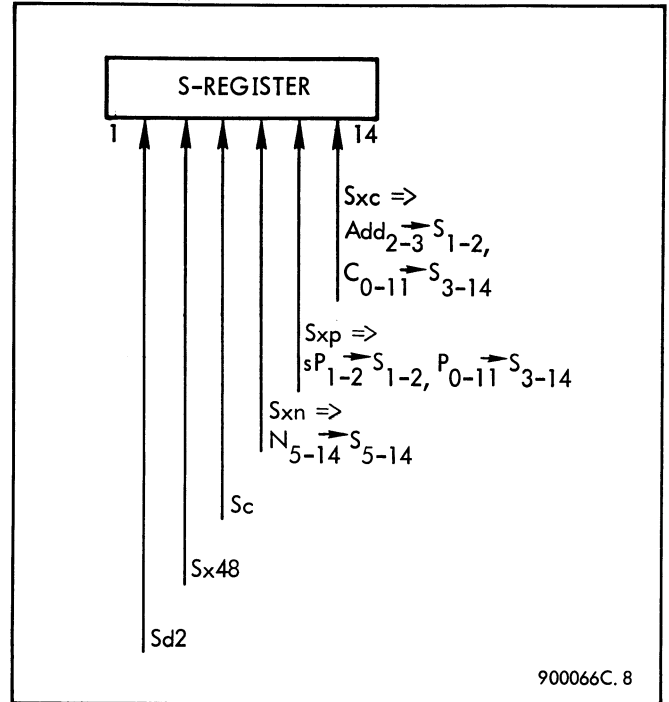 S-REGISTER
1 14
Sxc =>
Add2-3 → S1-2,
C0-11 → S3-14
Sxp =>
sP1-2 → S1-2, P0-11 → S3-14
Sxn =>
N5-14 → S5-14
Sc
Sx48
Sd2
900066C. 8